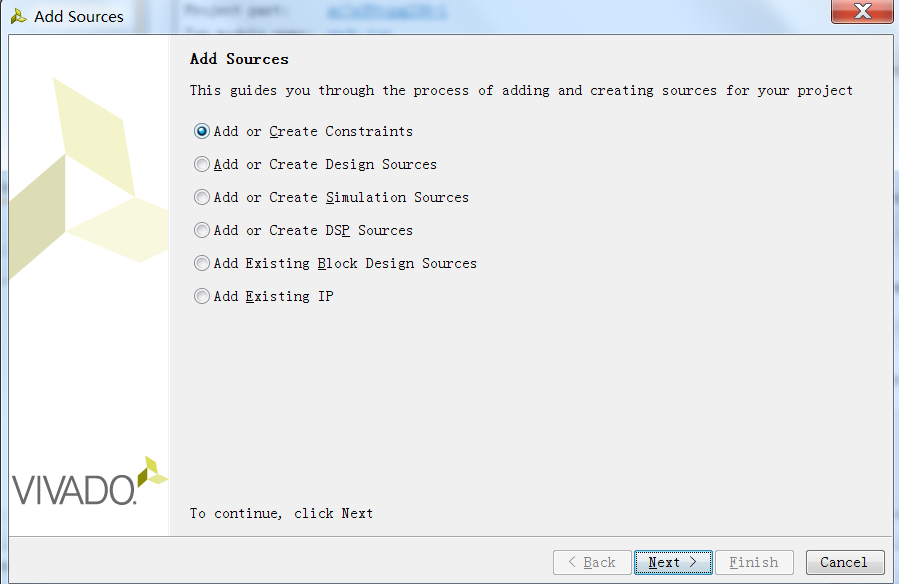 Add Sources
Project part:
Add Sources
This guides you through the process of adding and creating sources for your project
Add or Create Constraints
Add or Create Design Sources
Add or Create Simulation Sources
Add or Create DSP Sources
Add Existing Block Design Sources
Add Existing IP
VIVADO.
To continue, click Next
< Back
Next >
Finish
Cancel